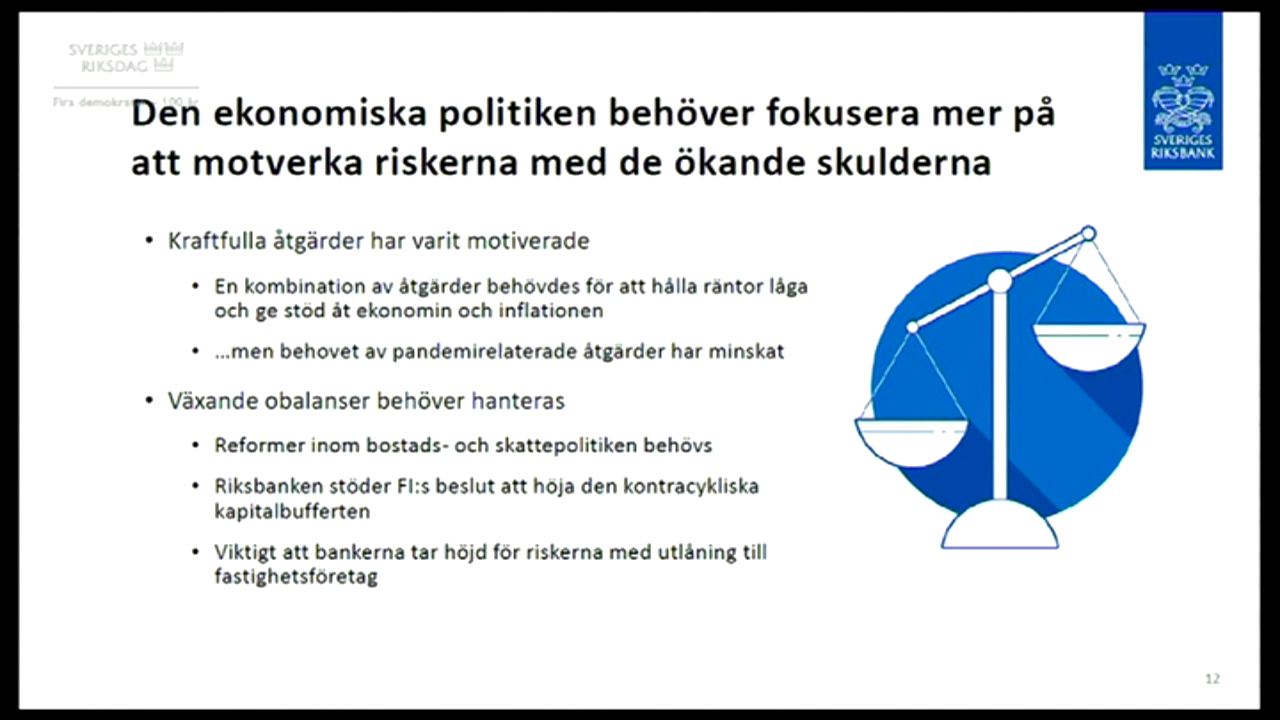 SVERIGES
RIKSDAG
Fira demokratin 100 år
Den ekonomiska politiken behöver fokusera mer på
att motverka riskerna med de ökande skulderna
SVERIGES
RIKSBANK
• Kraftfulla åtgärder har varit motiverade
• En kombination av åtgärder behövdes för att hålla räntor låga
och ge stöd åt ekonomin och inflationen
• ...men behovet av pandemirelaterade åtgärder har minskat
• Växande obalanser behöver hanteras
• Reformer inom bostads- och skattepolitiken behövs
• Riksbanken stöder FI:s beslut att höja den kontracykliska
kapitalbufferten
• Viktigt att bankerna tar höjd för riskerna med utlåning till
fastighetsföretag
12